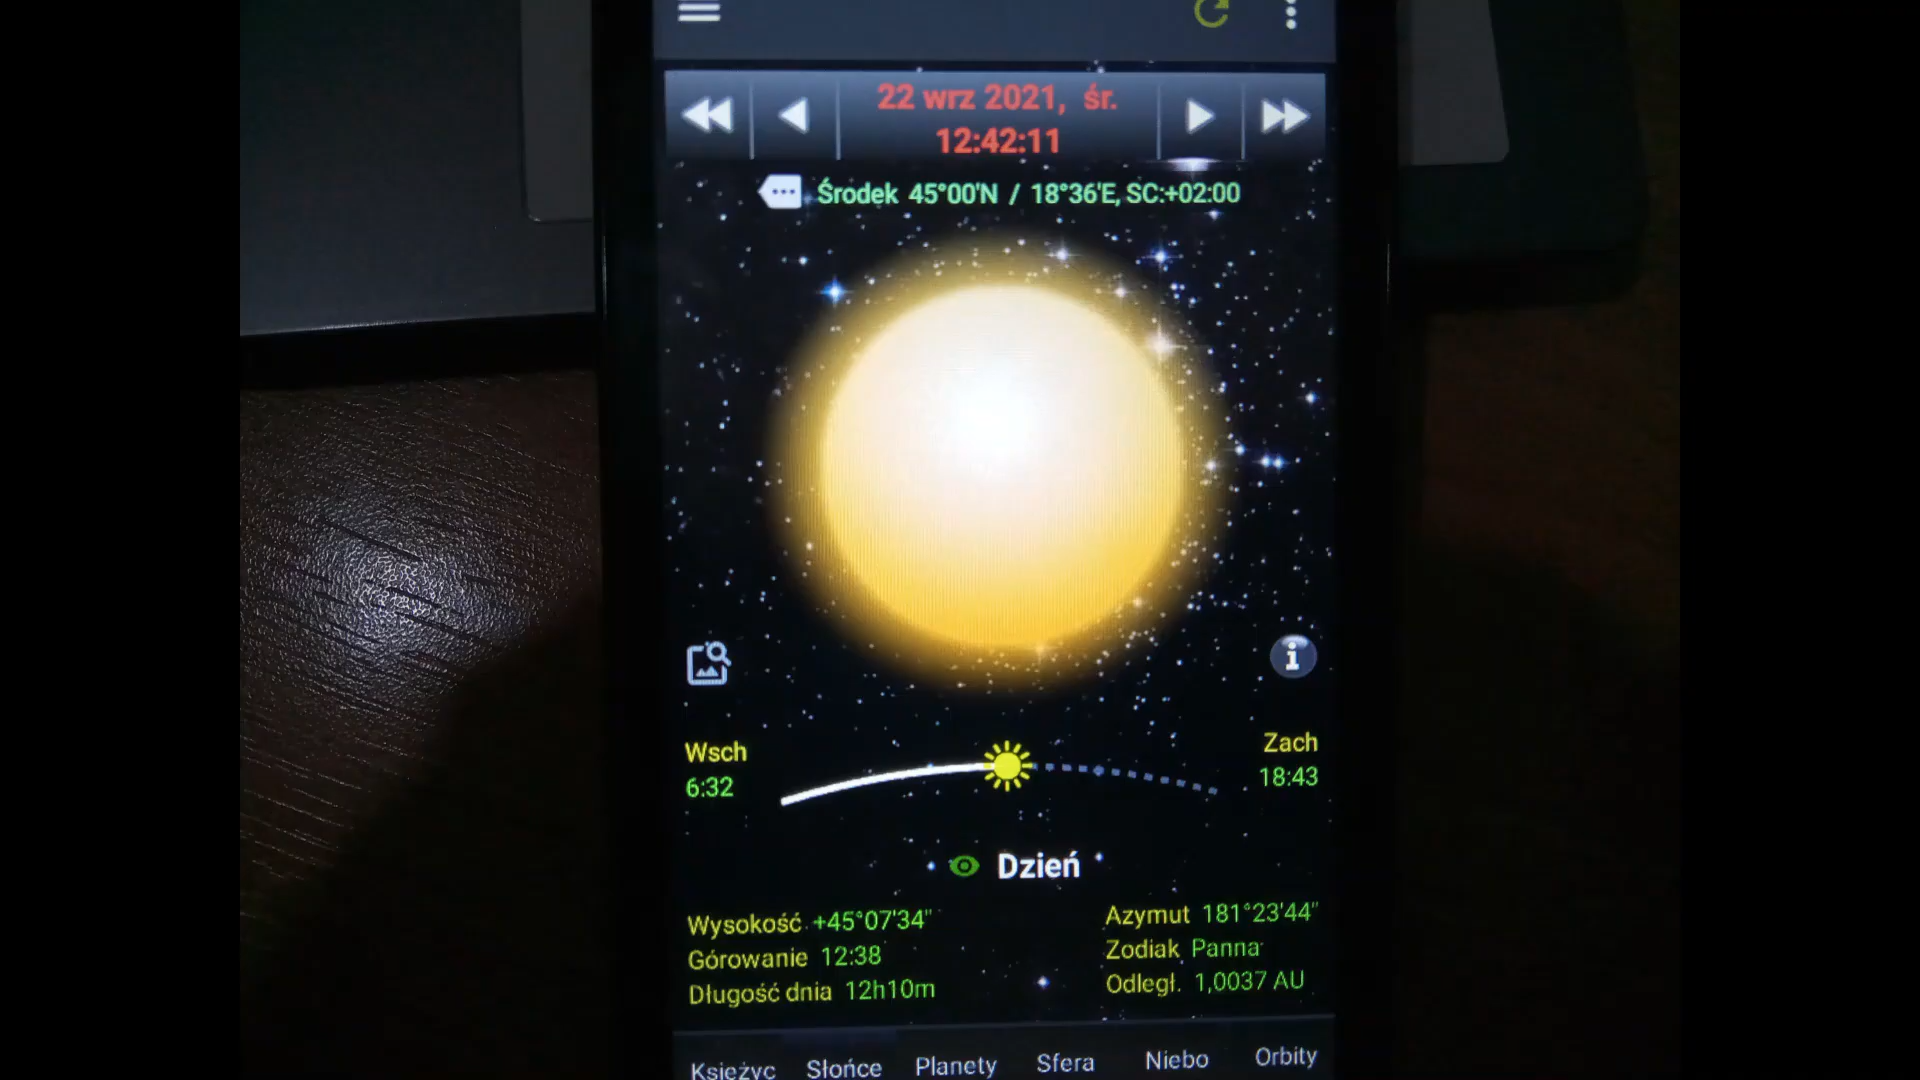 22 wrz 2021, śr.
12:42:11
Środek 45°00'N / 18°36'E, SC:+02:00
Wsch
6:32
Zach
18:43
Dzień
Wysokość +45°07'34"
Górowanie 12:38
Długość dnia 12h10m
Azymut 181°23'44"
Zodiak Panna
Odległ. 1,0037 AU
Księżyc Słońce Planety Sfera Niebo Orbity